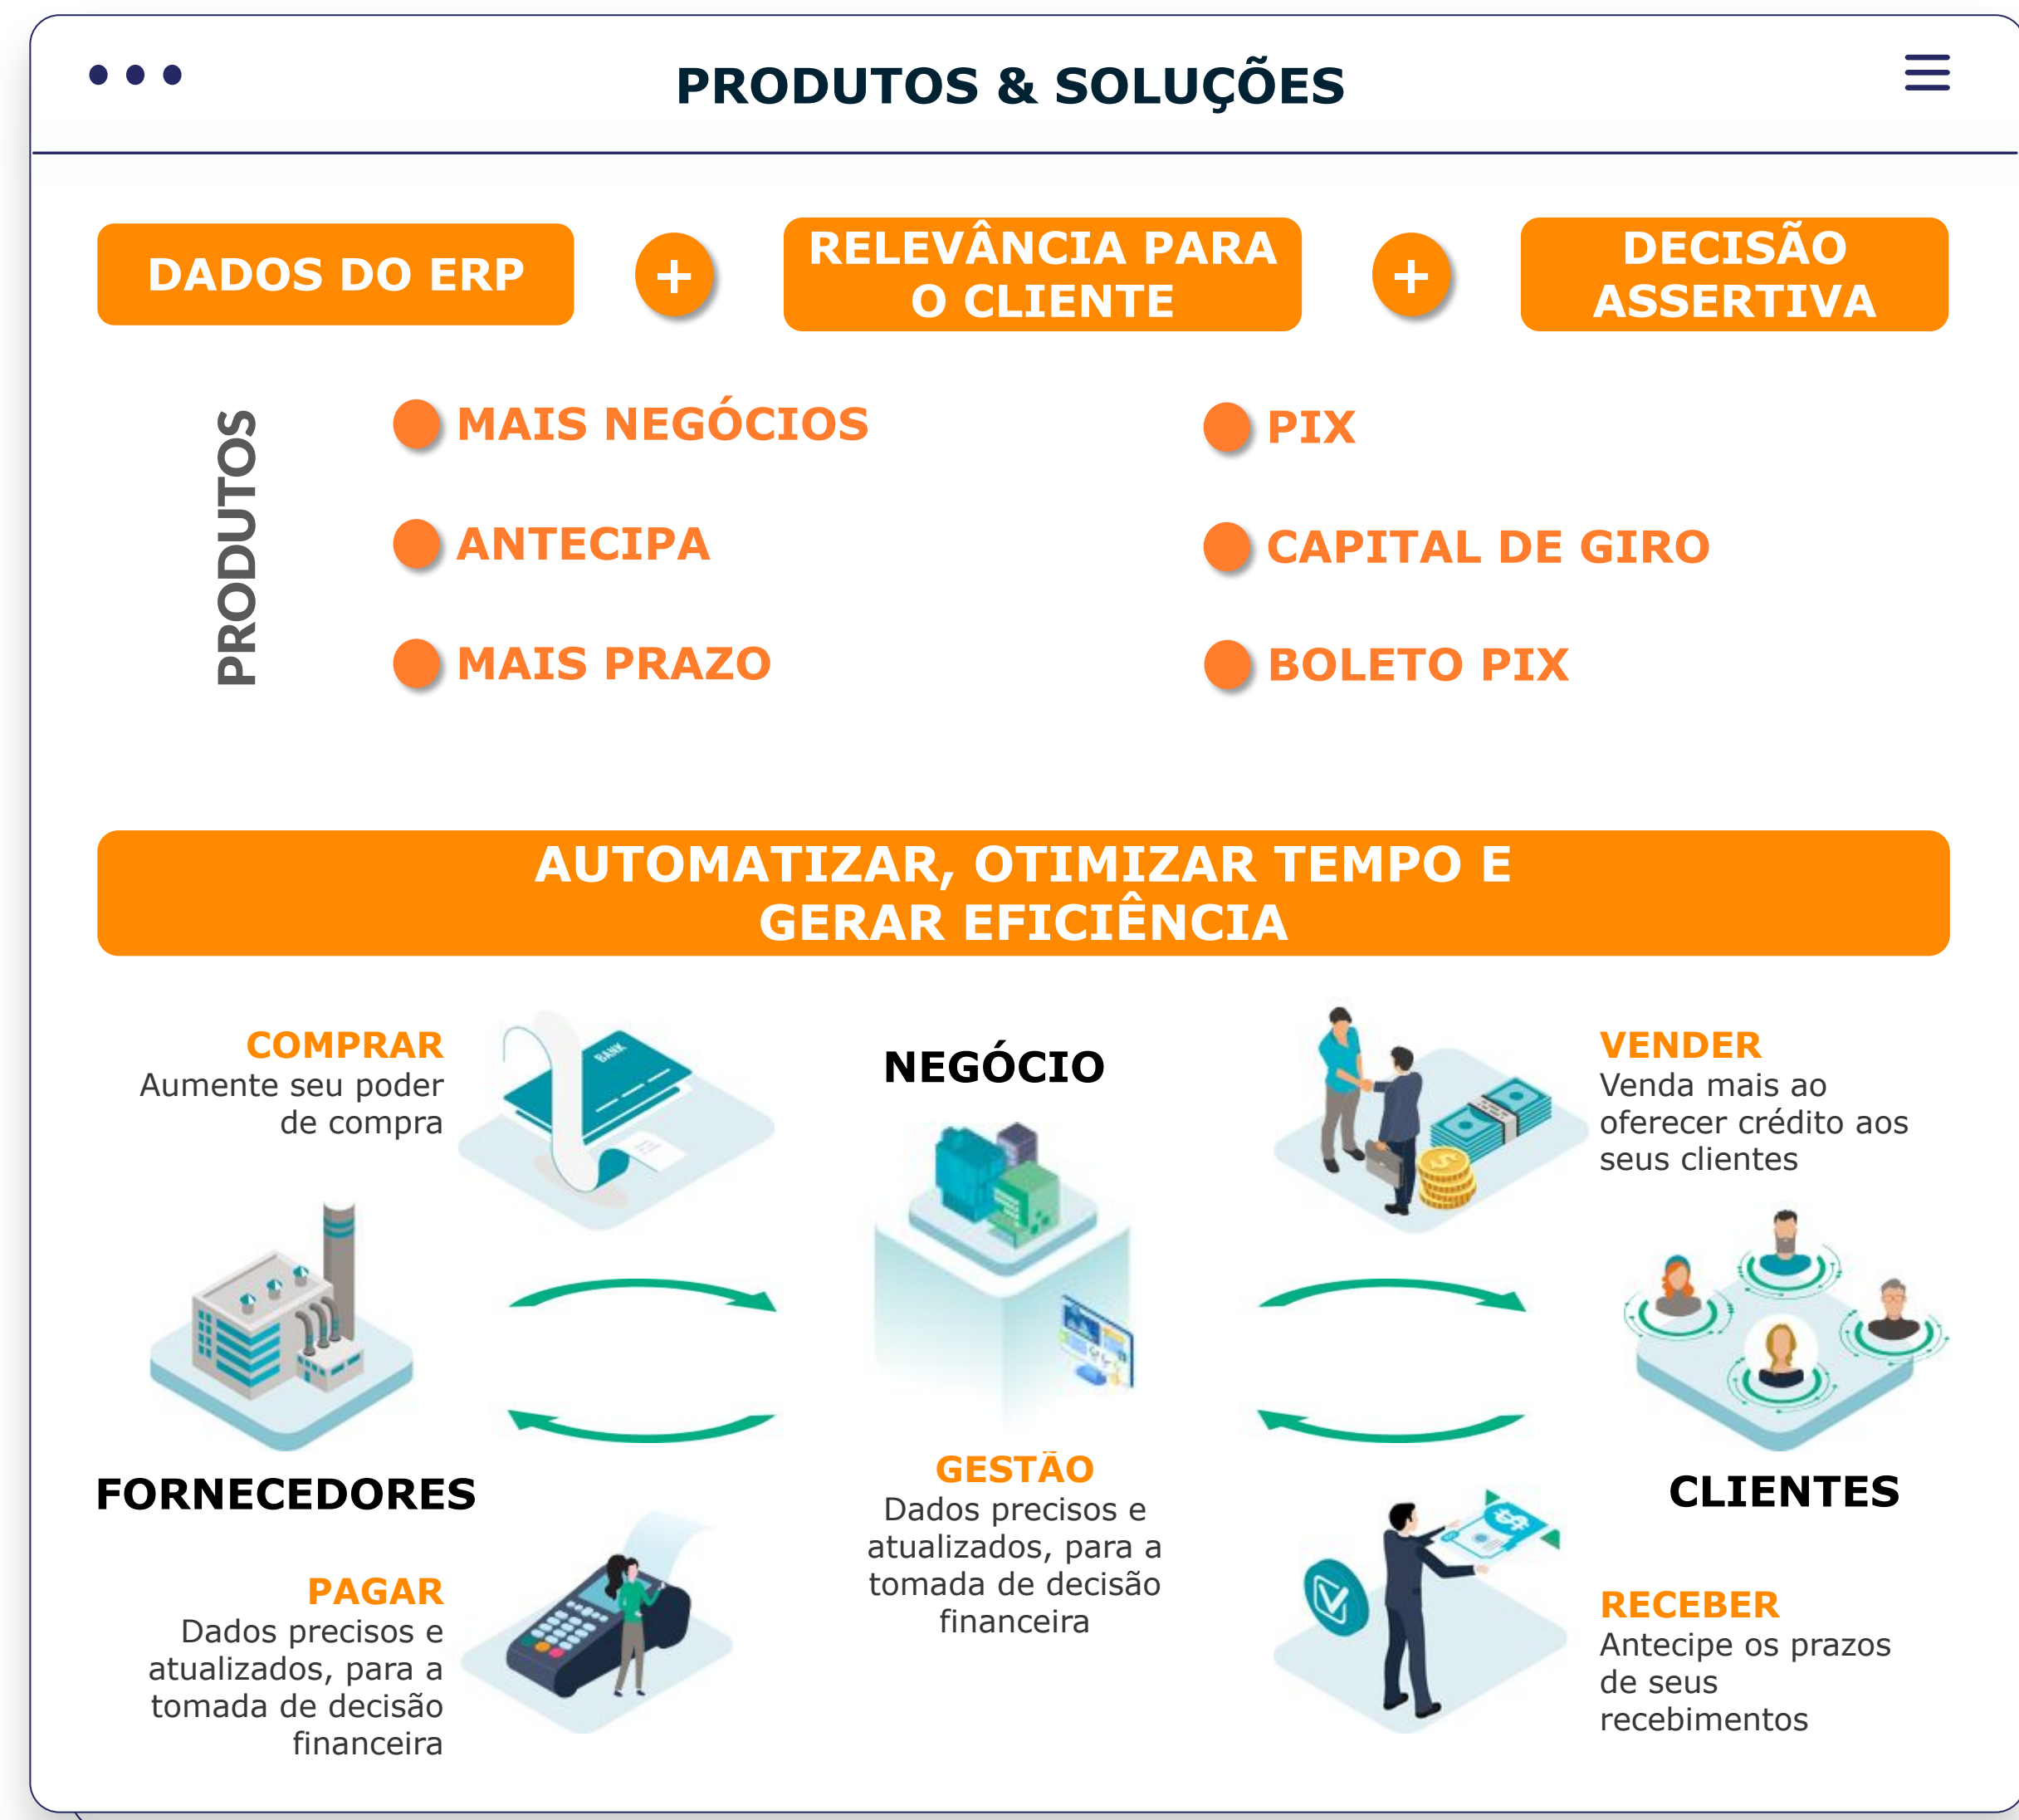 PRODUTOS & SOLUÇÕES
DADOS DO ERP
+
RELEVÂNCIA PARA
O CLIENTE
+
DECISÃO
ASSERTIVA
PRODUTOS
MAIS NEGÓCIOS
ANTECIPA
MAIS PRAZO
PIX
CAPITAL DE GIRO
BOLETO PIX
AUTOMATIZAR, OTIMIZAR TEMPO E
GERAR EFICIÊNCIA
COMPRAR
Aumente seu poder
de compra
BANK
NEGÓCIO
VENDER
Venda mais ao
oferecer crédito aos
seus clientes
FORNECEDORES
CLIENTES
GESTÃO
Dados precisos e
atualizados, para a
tomada de decisão
financeira
PAGAR
Dados precisos e
atualizados, para a
tomada de decisão
financeira
RECEBER
Antecipe os prazos
de seus
recebimentos